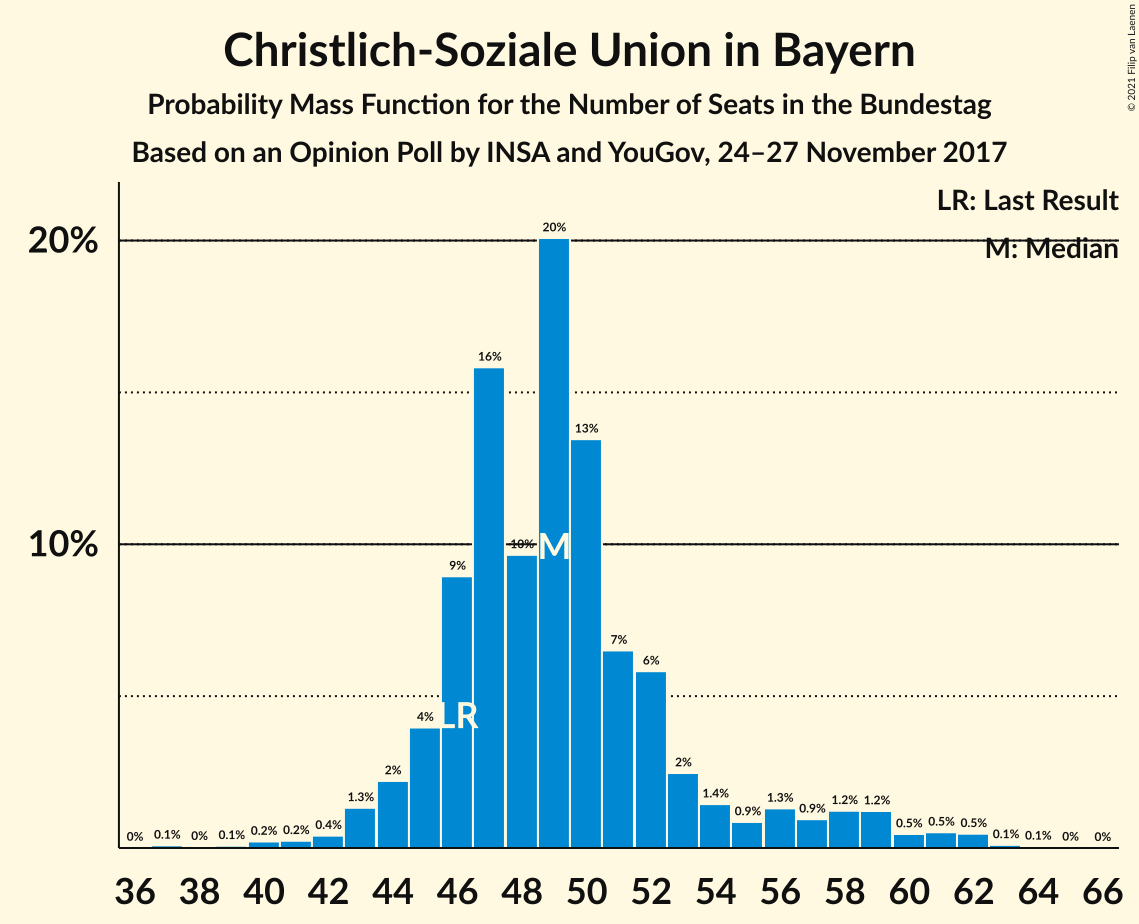 Christlich-Soziale Union in Bayern
Probability Mass Function for the Number of Seats in the Bundestag
Based on an Opinion Poll by INSA and YouGov, 24–27 November 2017
© 2021 Filip van Laenen
LR: Last Result
M: Median
20%
10%
0% 0.1% 0% 0.1% 0.2% 0.2% 0.4% 1.3% 2% 4% 9% 16% 10% 20% 13% 7% 6% 2% 1.4% 0.9% 1.3% 0.9% 1.2% 1.2% 0.5% 0.5% 0.5% 0.1% 0.1% 0% 0%
LR M
36 38 40 42 44 46 48 50 52 54 56 58 60 62 64 66